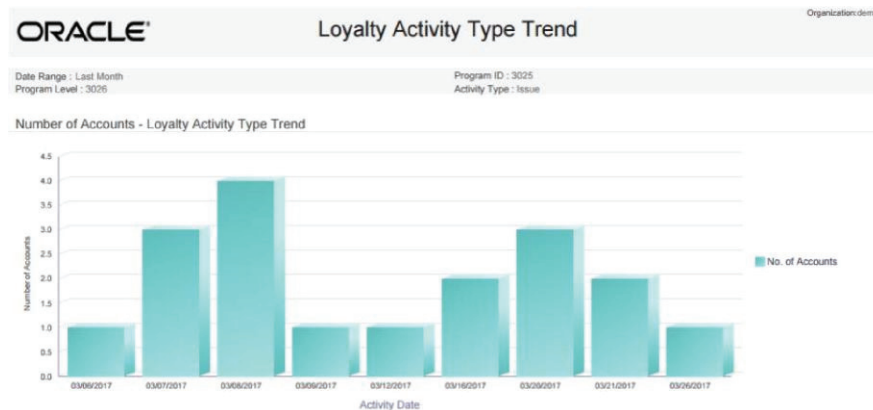 Organization:dem
ORACLE®
Loyalty Activity Type Trend
Date Range : Last Month
Program ID : 3025
Program Level : 3026
Activity Type : Issue
Number of Accounts - Loyalty Activity Type Trend
4.5
4.0
3.5
3.0
2.5
2.0
1.5
1.0
0.5
0.0
Number of Accounts
No. of Accounts
03/06/2017 03/07/2017 03/08/2017 03/09/2017 03/12/2017 03/16/2017 03/20/2017 03/21/2017 03/26/2017
Activity Date